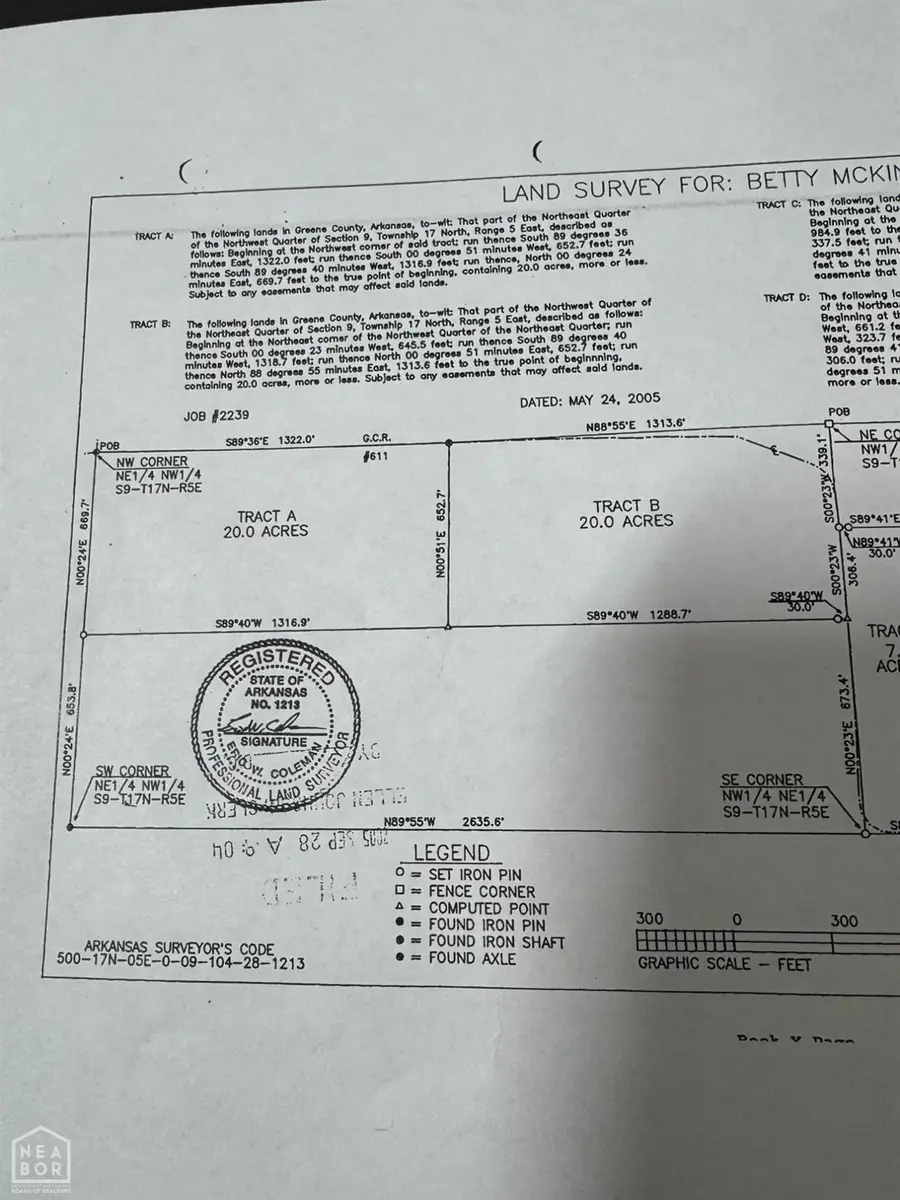 LAND SURVEY FOR: BETTY
TRACT A: The following lands in Greene County, Arkansas, to-wit: That part of the Northeast Quarter
of the Northwest Quarter of Section 9, Township 17 North, Range 5 East, described as
follows: Beginning at the Northwest corner of said tract; run thence South 89 degrees 36
minutes East, 1322.0 feet; run thence South 00 degrees 51 minutes West, 652.7 feet; run
thence South 89 degrees 40 minutes West, 1316.9 feet; run thence, North 00 degrees 24
minutes East, 669.7 feet to the true point of beginning, containing 20.0 acres, more or less.
Subject to any easements that may affect said lands.
TRACT B: The following lands in Greene County, Arkansas, to-wit: That part of the Northwest Quarter of
the Northeast Quarter of Section 9, Township 17 North, Range 5 East, described as follows:
Beginning at the Northeast corner of the Northwest Quarter of the Northeast Quarter; run
thence South 00 degrees 23 minutes West, 645.5 feet; run thence South 89 degrees 40
minutes West, 1318.7 feet; run thence North 00 degrees 51 minutes East, 652.7 feet; run
thence North 88 degrees 55 minutes East, 1313.6 feet to the true point of beginnning,
containing 20.0 acres, more or less. Subject to any easements that may affect said lands.
TRACT C: The following
the Northeast
Beginning at the
984.9 feet to the
337.5 feet; run
degrees 41
feet to the true
easements that
TRACT D: The following
of the
Beginning at
West, 661.2
West, 323.7
89 degrees
306.0 feet;
degrees 51
more or less.
JOB #2239
DATED: MAY 24, 2005
POB
S89°36'E 1322.0'
G.C.R.
#611
N88°55'E 1313.6'
POB
NW CORNER
NE1/4 NW1/4
S9-T17N-R5E
NE
NW1/
N00°24'E 669.7'
TRACT A
20.0 ACRES
N00°51'E 652.7'
TRACT B
20.0 ACRES
S00°23'W 339.1'
S89°41'E
N89°41'
30.0'
S00°23'W
306.4'
S89°40'W
30.0'
S89°40'W 1316.9'
S89°40'W 1288.7'
7.
N00°24'E 653.8'
REGISTERED
STATE OF
ARKANSAS
NO. 1213
SIGNATURE
ERIC W. COLEMAN
PROFESSIONAL LAND SURVEYOR
N00°23'E 673.4'
SW CORNER
NE1/4 NW1/4
S9-T17N-R5E
SE CORNER
NW1/4 NE1/4
S9-T17N-R5E
BY
CLERK
N89°55'W 2635.6'
2005 SEP 28 A 9: 04
FILED
LEGEND
○ = SET IRON PIN
□ = FENCE CORNER
△ = COMPUTED POINT
● = FOUND IRON PIN
● = FOUND IRON SHAFT
● = FOUND AXLE
ARKANSAS SURVEYOR'S CODE
500-17N-05E-0-09-104-28-1213
300 0 300
GRAPHIC SCALE - FEET
NEA
BOR